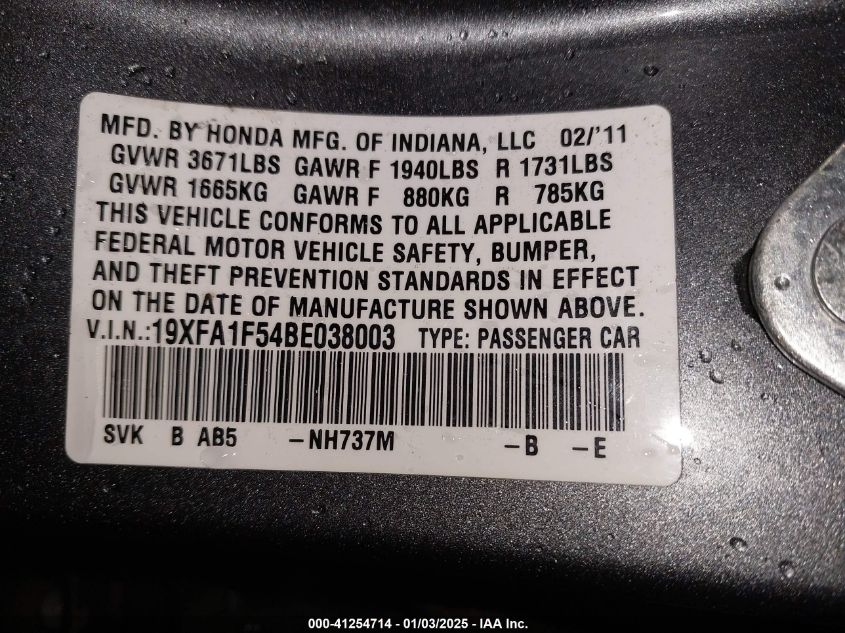 MFD. BY HONDA MFG. OF INDIANA, LLC 02/'11
GVWR 3671LBS GAWR F 1940LBS R 1731LBS
GVWR 1665KG GAWR F 880KG R 785KG
THIS VEHICLE CONFORMS TO ALL APPLICABLE
FEDERAL MOTOR VEHICLE SAFETY, BUMPER,
AND THEFT PREVENTION STANDARDS IN EFFECT
ON THE DATE OF MANUFACTURE SHOWN ABOVE.
V.I.N.:19XFA1F54BE038003 TYPE: PASSENGER CAR
SVK B AB5 -NH737M -B -E
000-41254714 - 01/03/2025 - IAA Inc.